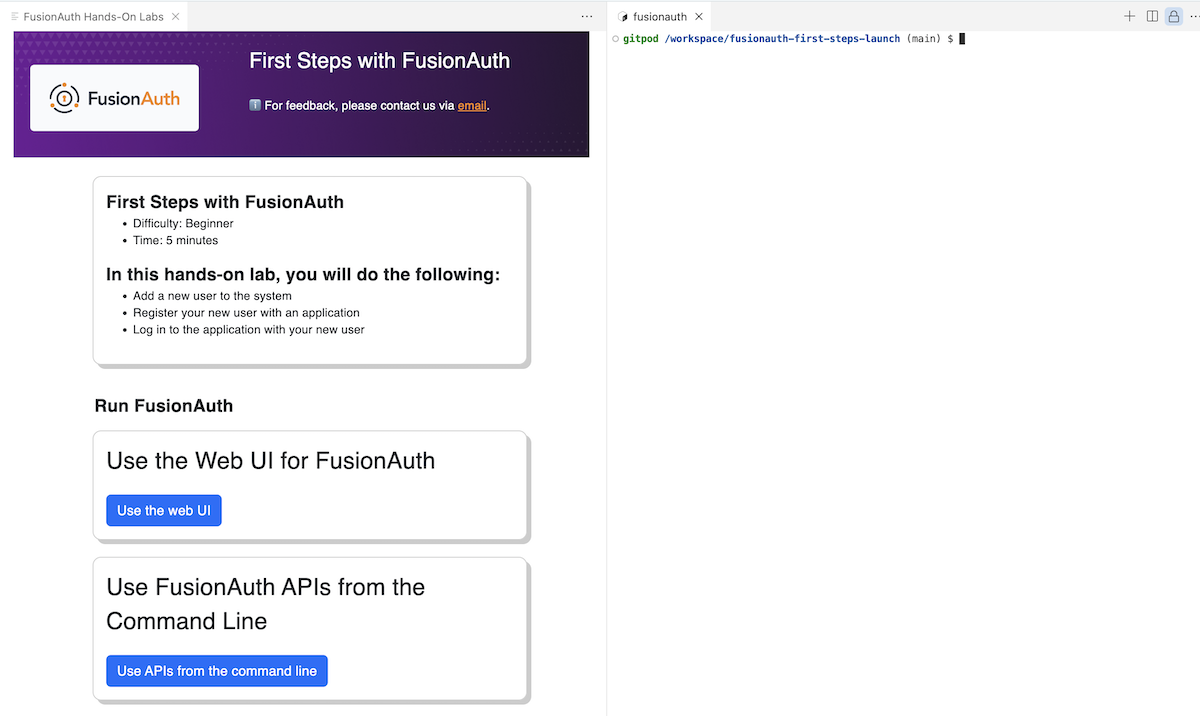 FusionAuth Hands-On Labs
fusionauth
First Steps with FusionAuth
FusionAuth
For feedback, please contact us via email.
First Steps with FusionAuth
• Difficulty: Beginner
• Time: 5 minutes
In this hands-on lab, you will do the following:
• Add a new user to the system
• Register your new user with an application
• Log in to the application with your new user
Run FusionAuth
Use the Web UI for FusionAuth
Use the web UI
Use FusionAuth APIs from the
Command Line
Use APIs from the command line
gitpod /workspace/fusionauth-first-steps-launch (main) $